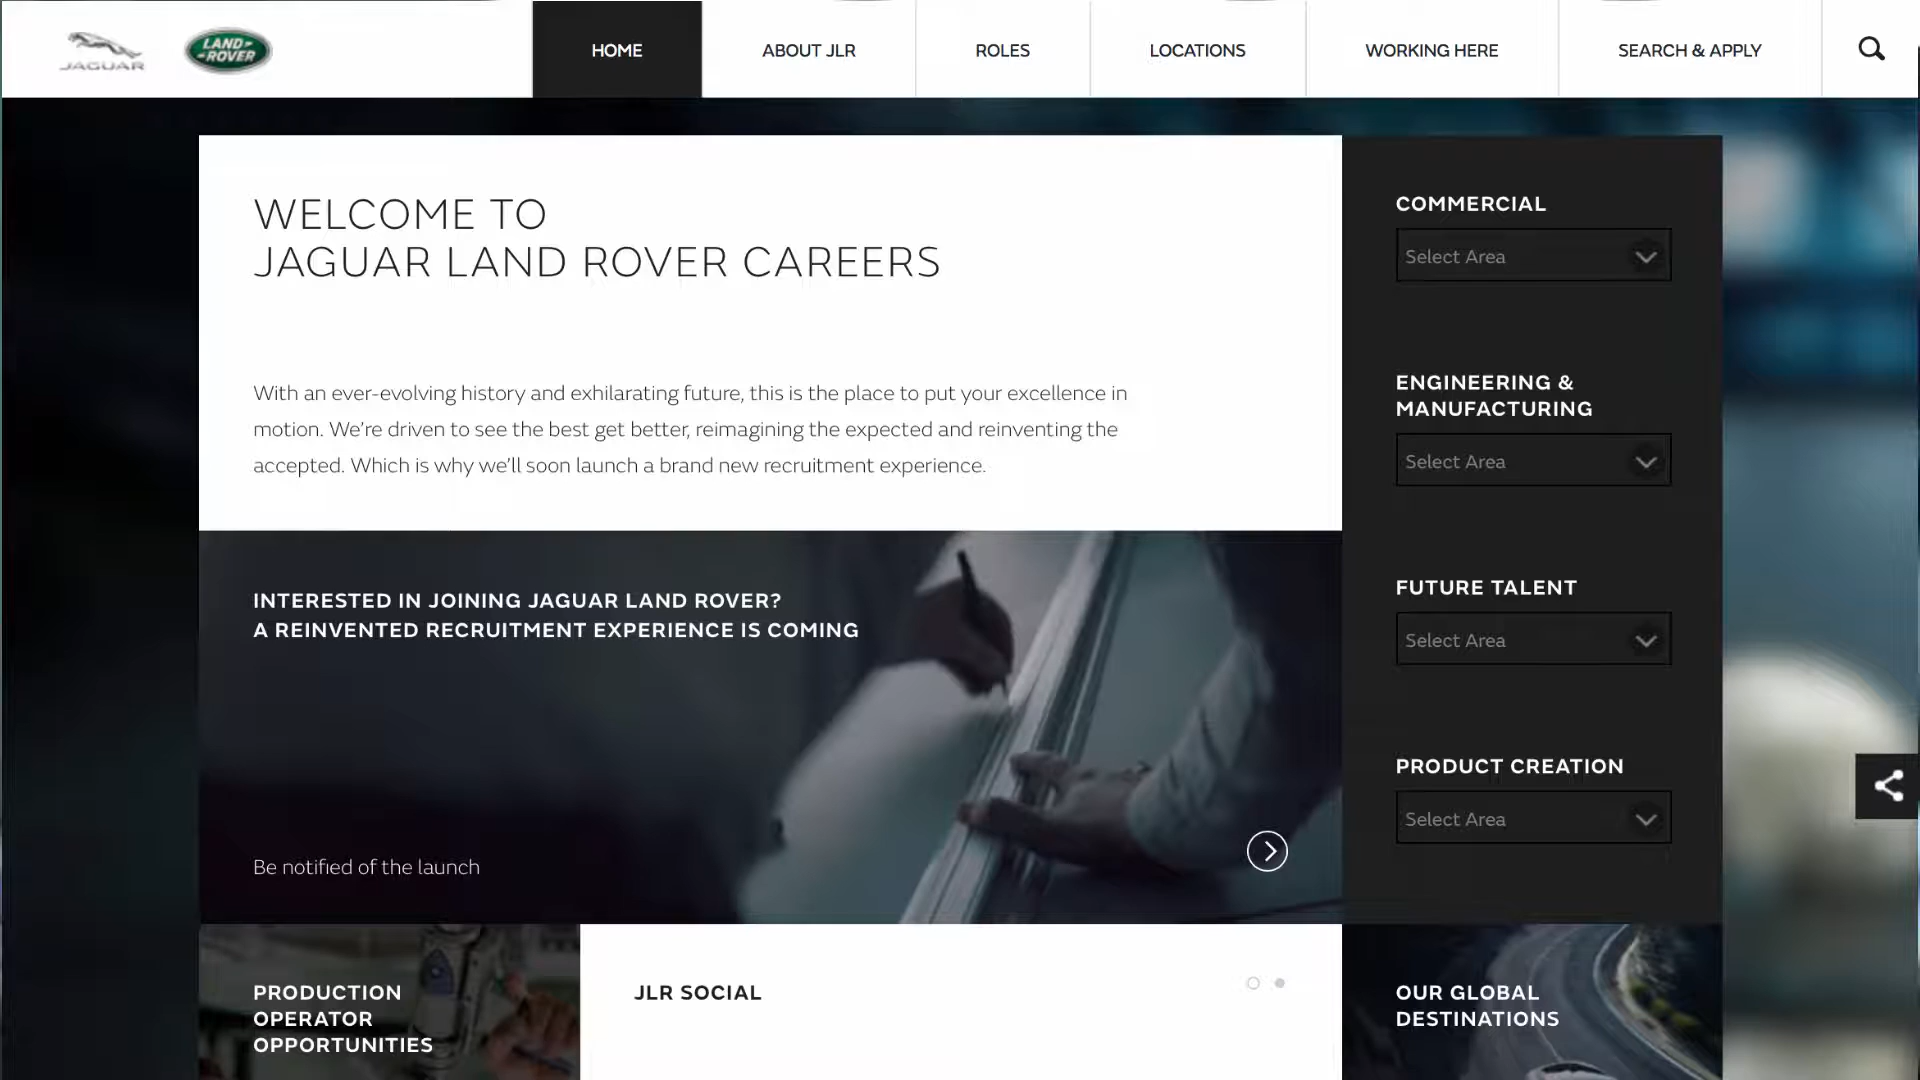 JAGUAR
LAND
ROVER
HOME
ABOUT JLR
ROLES
LOCATIONS
WORKING HERE
SEARCH & APPLY
WELCOME TO
JAGUAR LAND ROVER CAREERS
With an ever-evolving history and exhilarating future, this is the place to put your excellence in
motion. We’re driven to see the best get better, reimagining the expected and reinventing the
accepted. Which is why we’ll soon launch a brand new recruitment experience.
INTERESTED IN JOINING JAGUAR LAND ROVER?
A REINVENTED RECRUITMENT EXPERIENCE IS COMING
Be notified of the launch
COMMERCIAL
Select Area
ENGINEERING &
MANUFACTURING
Select Area
FUTURE TALENT
Select Area
PRODUCT CREATION
Select Area
PRODUCTION
OPERATOR
OPPORTUNITIES
JLR SOCIAL
OUR GLOBAL
DESTINATIONS